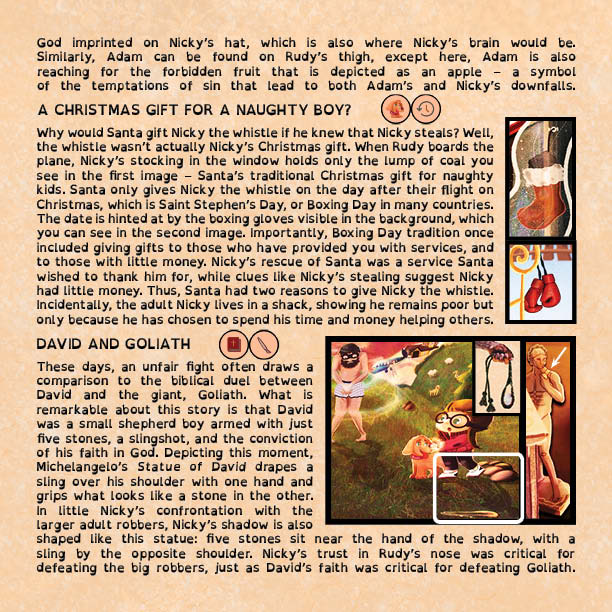 God imprinted on Nicky's hat, which is also where Nicky's brain would be.
Similarly, Adam can be found on Rudy's thigh, except here, Adam is also
reaching for the forbidden fruit that is depicted as an apple – a symbol
of the temptations of sin that lead to both Adam's and Nicky's downfalls.
A CHRISTMAS GIFT FOR A NAUGHTY BOY?
Why would Santa gift Nicky the whistle if he knew that Nicky steals? Well,
the whistle wasn't actually Nicky's Christmas gift. When Rudy boards the
plane, Nicky's stocking in the window holds only the lump of coal you
see in the first image – Santa's traditional Christmas gift for naughty
kids. Santa only gives Nicky the whistle on the day after their flight on
Christmas, which is Saint Stephen's Day, or Boxing Day in many countries.
The date is hinted at by the boxing gloves visible in the background, which
you can see in the second image. Importantly, Boxing Day tradition once
included giving gifts to those who have provided you with services, and
to those with little money. Nicky's rescue of Santa was a service Santa
wished to thank him for, while clues like Nicky's stealing suggest Nicky
had little money. Thus, Santa had two reasons to give Nicky the whistle.
Incidentally, the adult Nicky lives in a shack, showing he remains poor but
only because he has chosen to spend his time and money helping others.
DAVID AND GOLIATH
These days, an unfair fight often draws a
comparison to the biblical duel between
David and the giant, Goliath. What is
remarkable about this story is that David
was a small shepherd boy armed with just
five stones, a slingshot, and the conviction
of his faith in God. Depicting this moment,
Michelangelo's Statue of David drapes a
sling over his shoulder with one hand and
grips what looks like a stone in the other.
In little Nicky's confrontation with the
larger adult robbers, Nicky's shadow is also
shaped like this statue: five stones sit near the hand of the shadow, with a
sling by the opposite shoulder. Nicky's trust in Rudy's nose was critical for
defeating the big robbers, just as David's faith was critical for defeating Goliath.